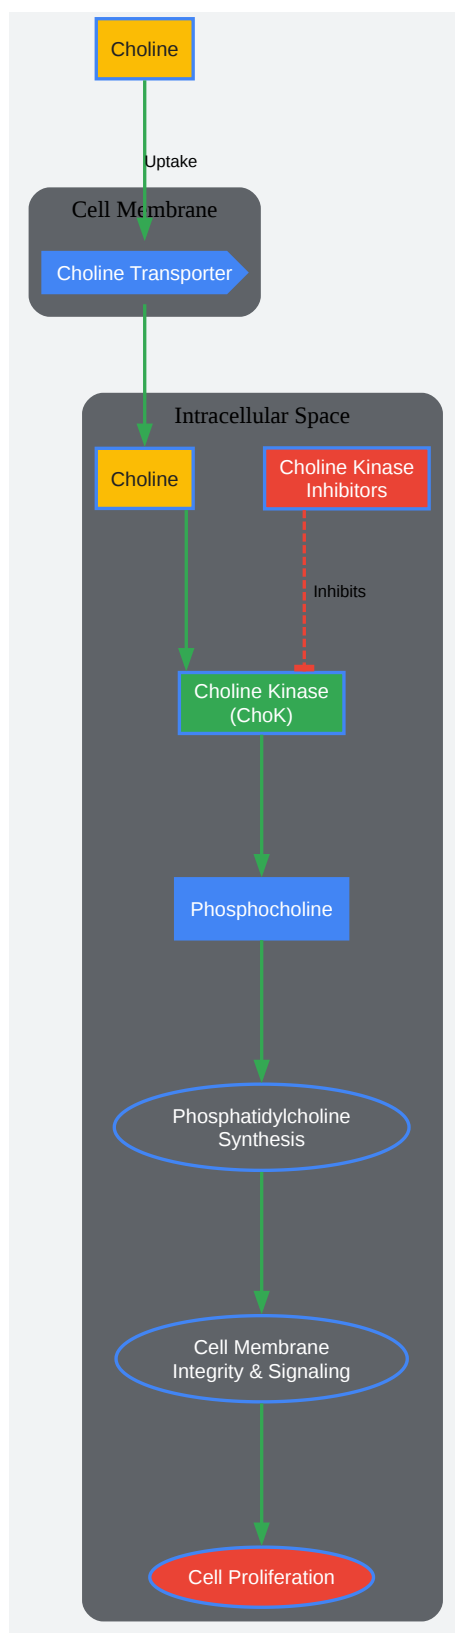 Choline
Uptake
Cell Membrane
Choline Transporter
Intracellular Space
Choline
Choline Kinase
Inhibitors
Inhibits
Choline Kinase
(ChoK)
Phosphocholine
Phosphatidylcholine
Synthesis
Cell Membrane
Integrity & Signaling
Cell Proliferation